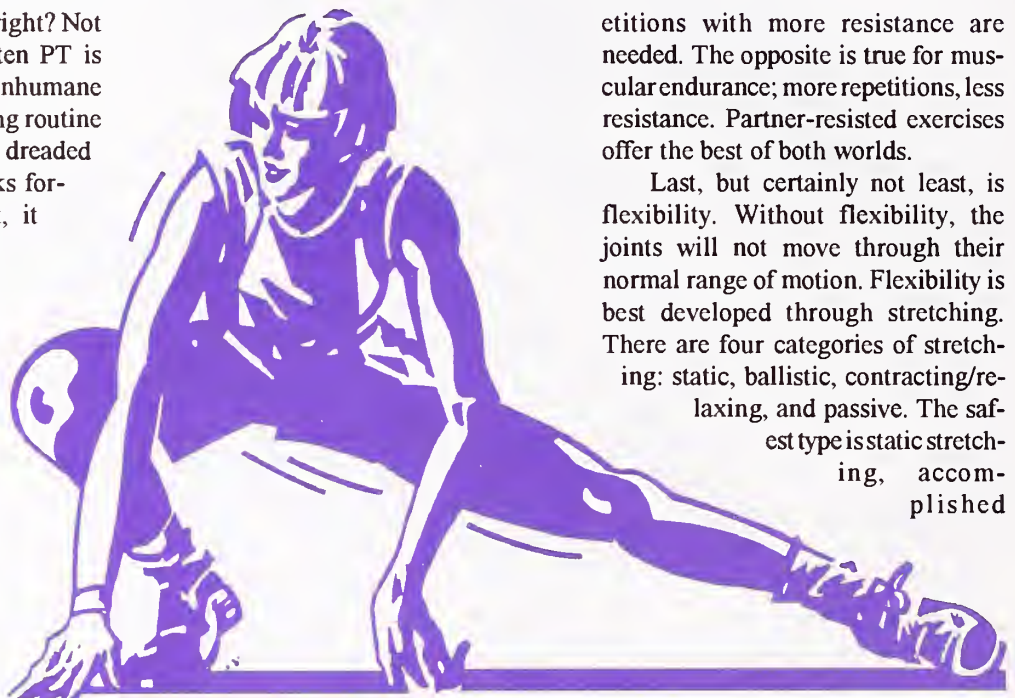 right? Not
ten PT is
nhumane
ng routine
dreaded
ks for-
, it
etitions with more resistance are
needed. The opposite is true for mus-
cular endurance; more repetitions, less
resistance. Partner-resisted exercises
offer the best of both worlds.
Last, but certainly not least, is
flexibility. Without flexibility, the
joints will not move through their
normal range of motion. Flexibility is
best developed through stretching.
There are four categories of stretch-
ing: static, ballistic, contracting/re-
laxing, and passive. The saf-
est type is static stretch-
ing, accom-
plished